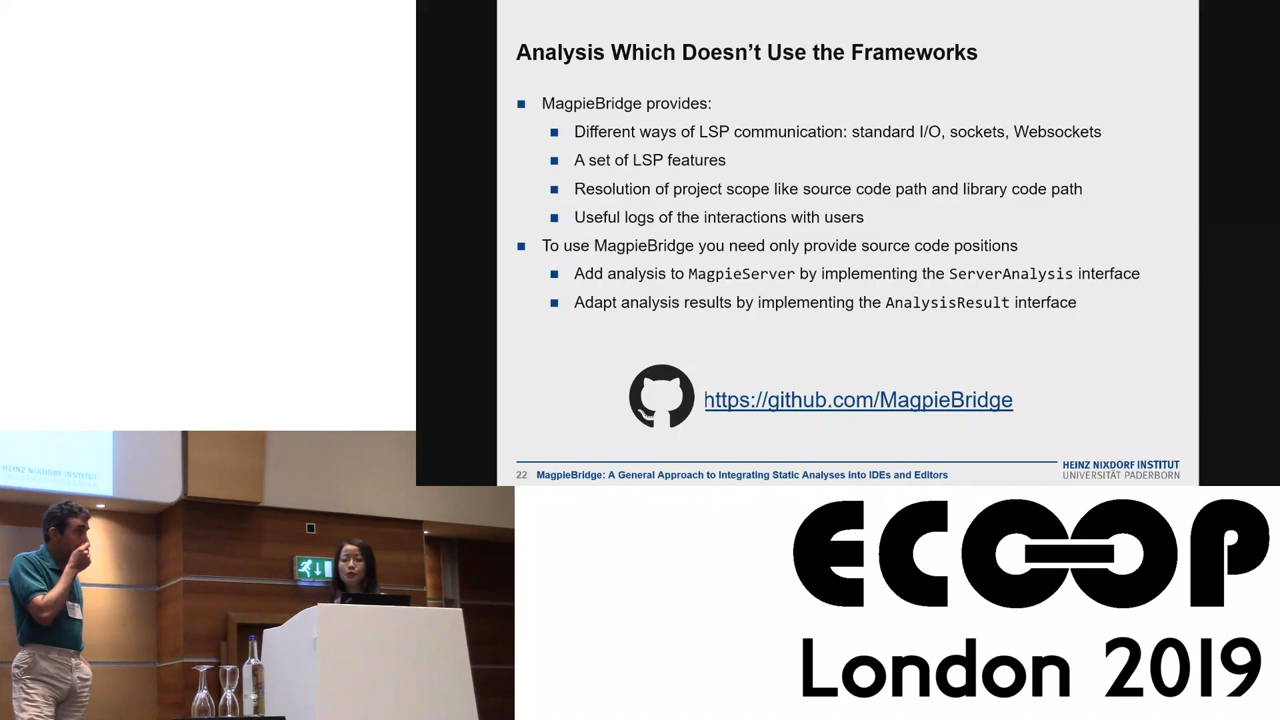 Analysis Which Doesn't Use the Frameworks
MagpieBridge provides:
Different ways of LSP communication: standard I/O, sockets, Websockets
A set of LSP features
Resolution of project scope like source code path and library code path
Useful logs of the interactions with users
To use MagpieBridge you need only provide source code positions
Add analysis to MagpieServer by implementing the ServerAnalysis interface
Adapt analysis results by implementing the AnalysisResult interface
https://github.com/MagpieBridge
22 MagpieBridge: A General Approach to Integrating Static Analyses into IDEs and Editors
HEINZ NIXDORF INSTITUT
UNIVERSITÄT PADERBORN
HEINZ NIXDORF INSTITUT
ECOOP
London 2019